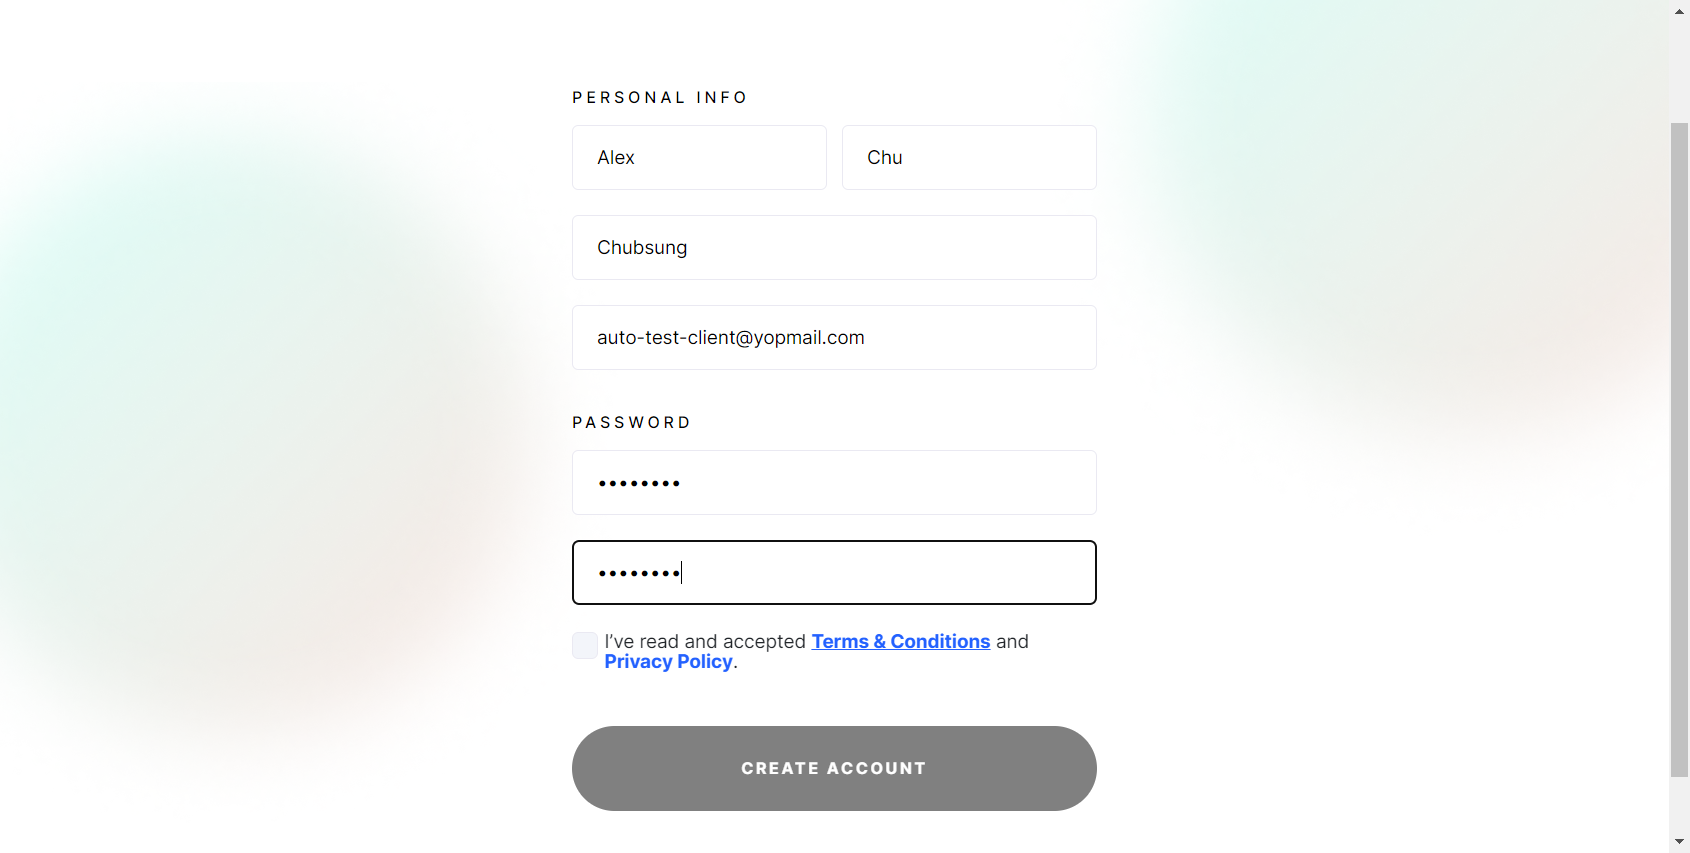 PERSONAL INFO
Alex
Chu
Chubsung
auto-test-client@yopmail.com
PASSWORD
••••••••
••••••••
I’ve read and accepted Terms & Conditions and
Privacy Policy.
CREATE ACCOUNT